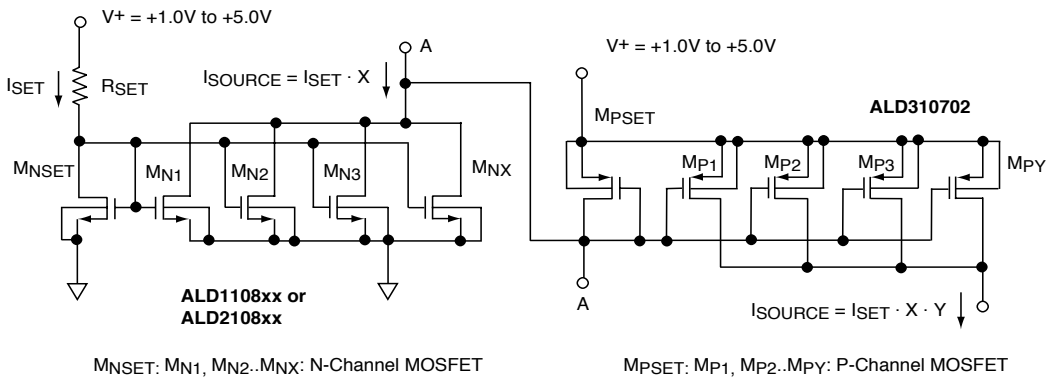 V+ = +1.0V to +5.0V
ISET
RSET
ISOURCE = ISET · X
A
MNSET
MN1
MN2
MN3
MNX
ALD1108xx or
ALD2108xx
MNSET: MN1, MN2..MNX: N-Channel MOSFET
V+ = +1.0V to +5.0V
MPSET
ALD310702
MP1
MP2
MP3
MPY
A
ISOURCE = ISET · X · Y
MPSET: MP1, MP2..MPY: P-Channel MOSFET